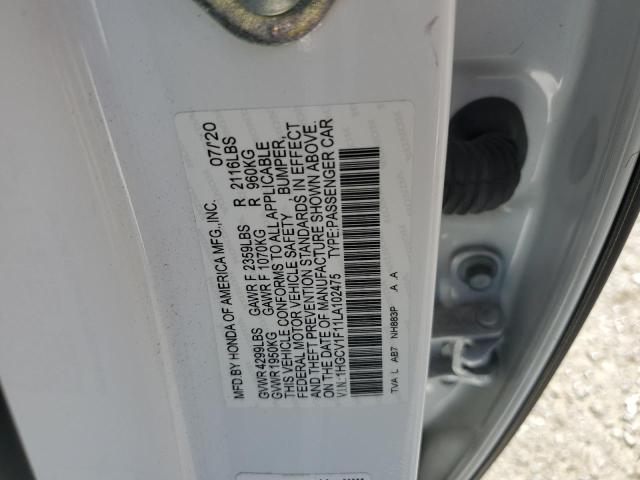 MFD.BY HONDA OF AMERICA MFG.,INC. 07/'20
GVWR 4299LBS GAWR F 2359LBS R 2116LBS
GVWR 1950KG GAWR F 1070KG R 960KG
THIS VEHICLE CONFORMS TO ALL APPLICABLE
FEDERAL MOTOR VEHICLE SAFETY , BUMPER,
AND THEFT PREVENTION STANDARDS IN EFFECT
ON THE DATE OF MANUFACTURE SHOWN ABOVE.
V.I.N.:1HGCV1F11LA102475 TYPE:PASSENGER CAR
TVA L AB7 NH883P A A